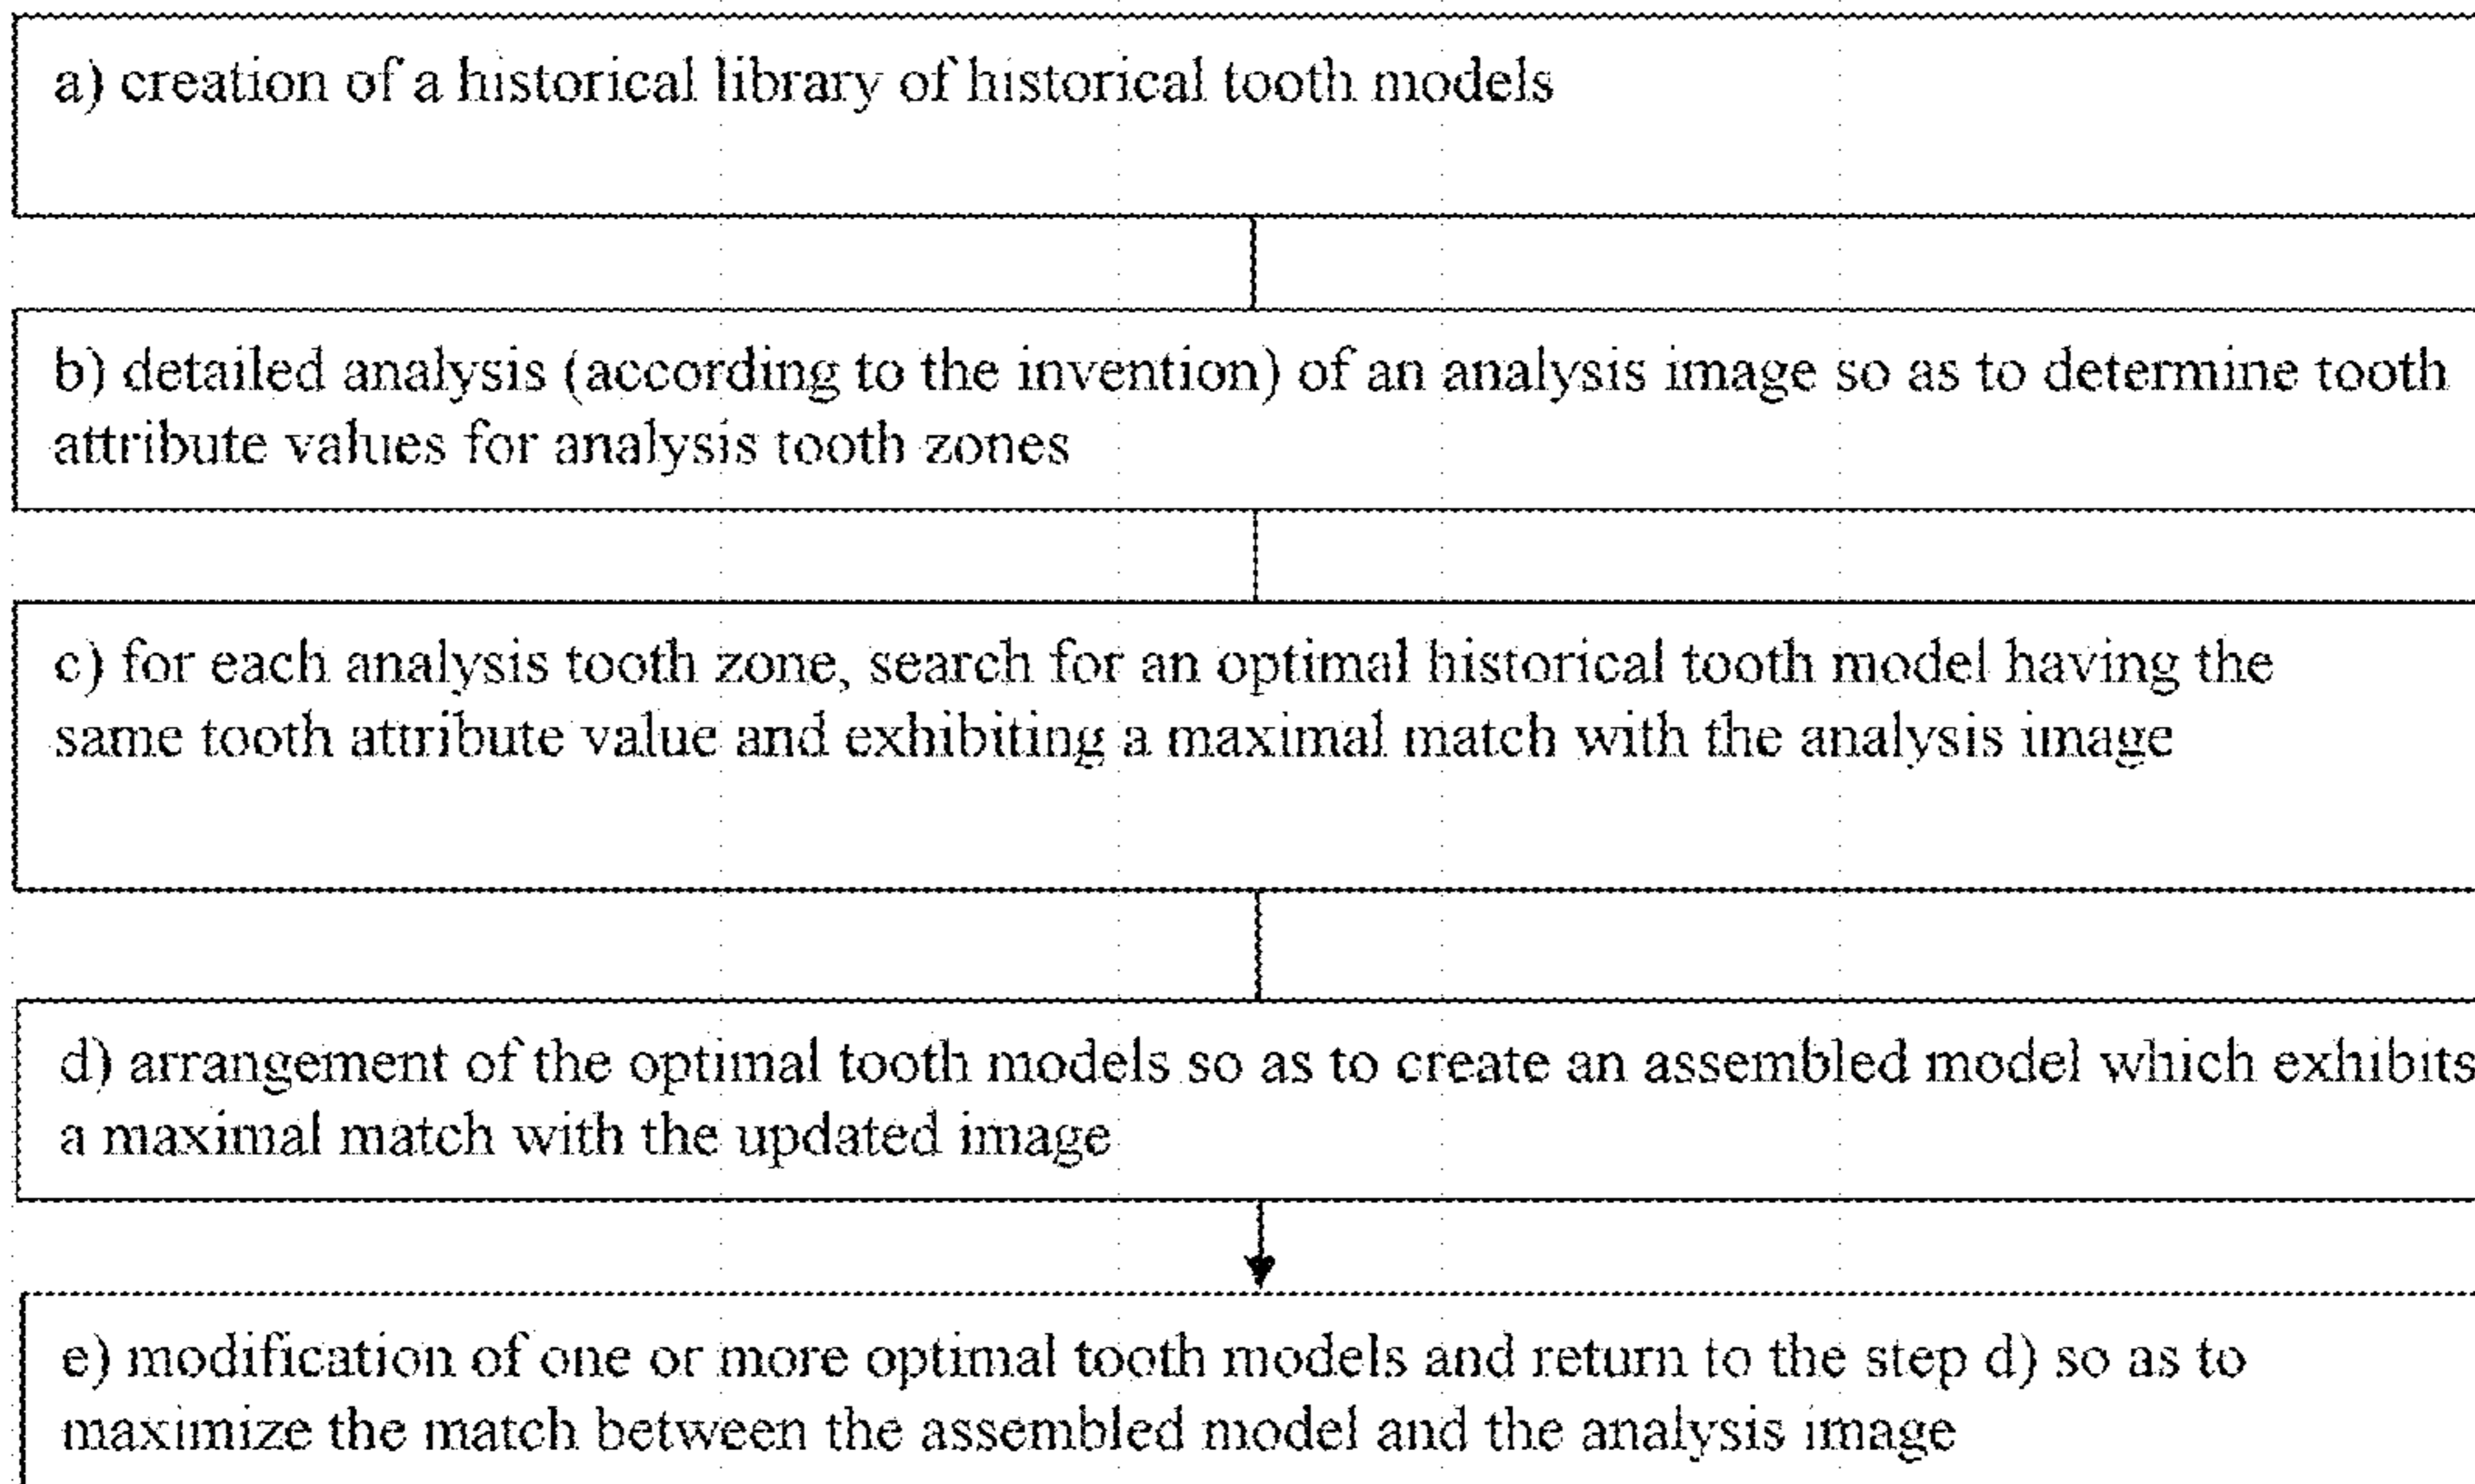 a) creation of a historical library of historical tooth models
b) detailed analysis (according to the invention) of an analysis image so as to determine tooth
attribute values for analysis tooth zones
c) for each analysis tooth zone, search for an optimal historical tooth model having the
same tooth attribute value and exhibiting a maximal match with the analysis image
d) arrangement of the optimal tooth models so as to create an assembled model which exhibits
a maximal match with the updated image
e) modification of one or more optimal tooth models and return to the step d) so as to
maximize the match between the assembled model and the analysis image